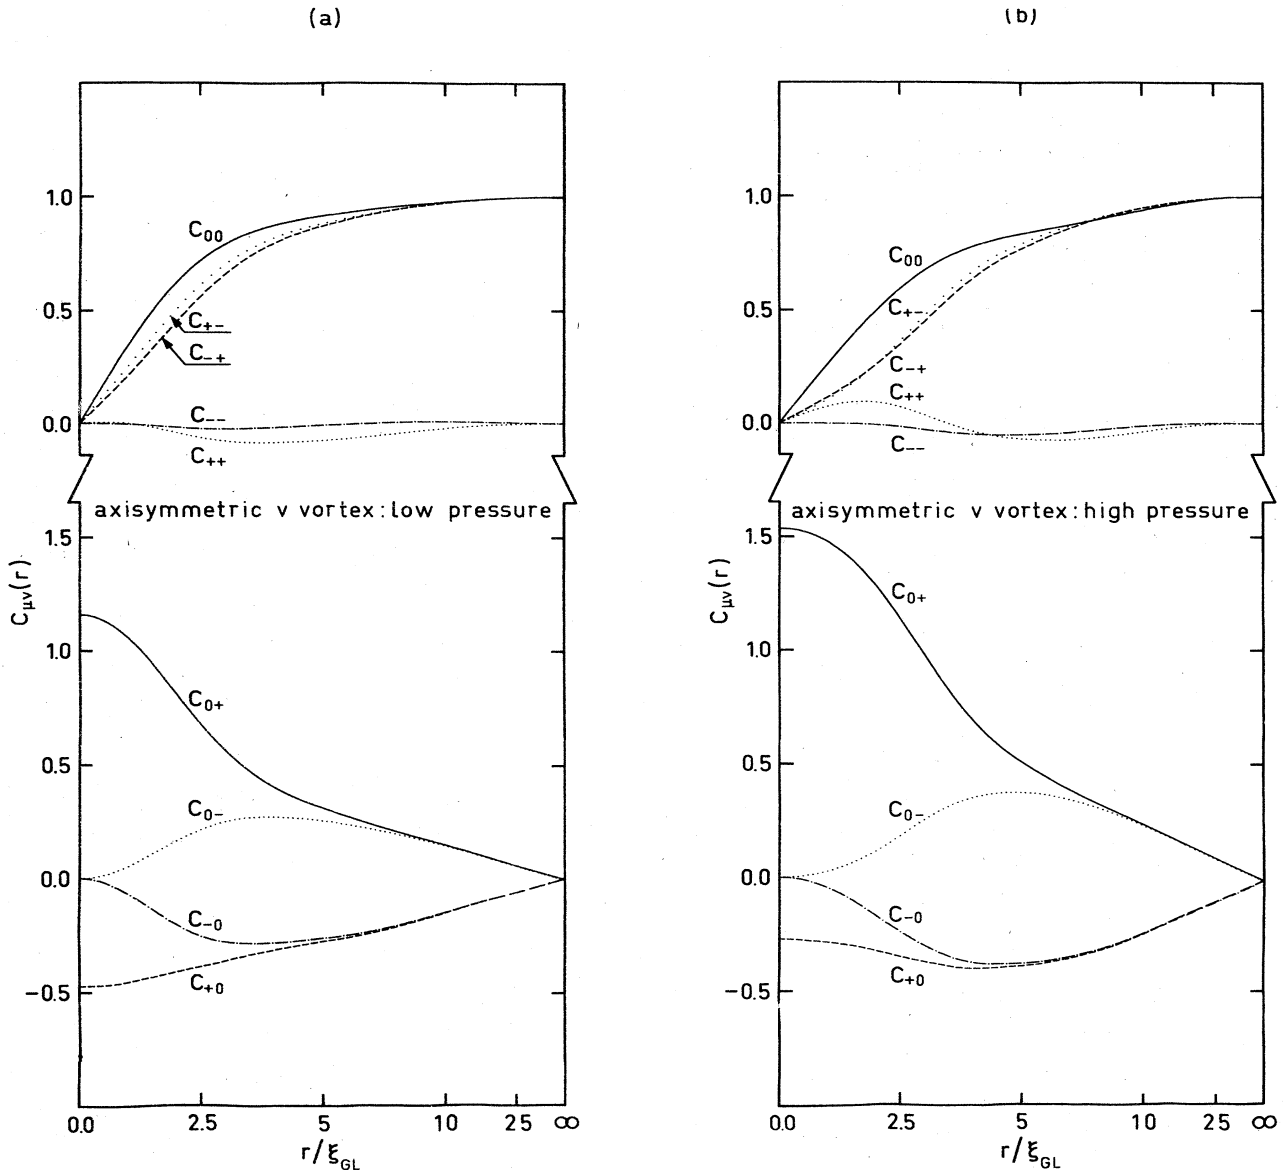 (a)
1.0
0.5
0.0
C₀₀
C₊₋
C₋₊
C₋₋
C₊₊
axisymmetric v vortex: low pressure
Cμν(r)
1.5
1.0
0.5
0.0
−0.5
C₀₊
C₀₋
C₋₀
C₊₀
0.0 2.5 5 10 25 ∞
r/ξGL
(b)
1.0
0.5
0.0
C₀₀
C₊₋
C₋₊
C₊₊
C₋₋
axisymmetric v vortex: high pressure
Cμν(r)
1.5
1.0
0.5
0.0
−0.5
C₀₊
C₀₋
C₋₀
C₊₀
0.0 2.5 5 10 25 ∞
r/ξGL